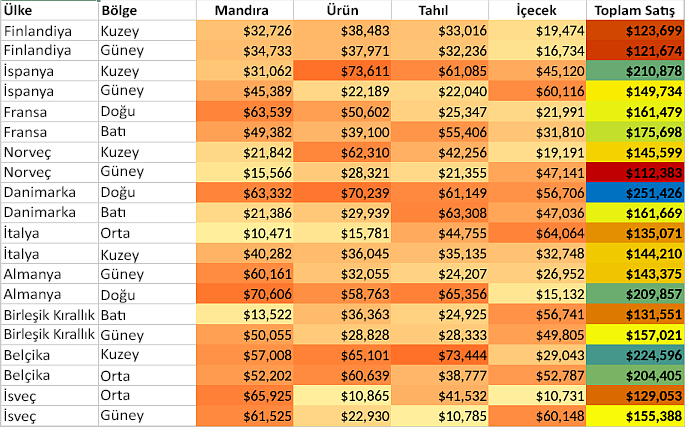 Ülke Bölge Mandıra Ürün Tahıl İçecek Toplam Satış
Finlandiya Kuzey $32,726 $38,483 $33,016 $19,474 $123,699
Finlandiya Güney $34,733 $37,971 $32,236 $16,734 $121,674
İspanya Kuzey $31,062 $73,611 $61,085 $45,120 $210,878
İspanya Güney $45,389 $22,189 $22,040 $60,116 $149,734
Fransa Doğu $63,539 $50,602 $25,347 $21,991 $161,479
Fransa Batı $49,382 $39,100 $55,406 $31,810 $175,698
Norveç Kuzey $21,842 $62,310 $42,256 $19,191 $145,599
Norveç Güney $15,566 $28,321 $21,355 $47,141 $112,383
Danimarka Doğu $63,332 $70,239 $61,149 $56,706 $251,426
Danimarka Batı $21,386 $29,939 $63,308 $47,036 $161,669
İtalya Orta $10,471 $15,781 $44,755 $64,064 $135,071
İtalya Kuzey $40,282 $36,045 $35,135 $32,748 $144,210
Almanya Güney $60,161 $32,055 $24,207 $26,952 $143,375
Almanya Doğu $70,606 $58,763 $65,356 $15,132 $209,857
Birleşik Kırallık Batı $13,522 $36,363 $24,925 $56,741 $131,551
Birleşik Kırallık Güney $50,055 $28,828 $28,333 $49,805 $157,021
Belçika Kuzey $57,008 $65,101 $73,444 $29,043 $224,596
Belçika Orta $52,202 $60,639 $38,777 $52,787 $204,405
İsveç Orta $65,925 $10,865 $41,532 $10,731 $129,053
İsveç Güney $61,525 $22,930 $10,785 $60,148 $155,388